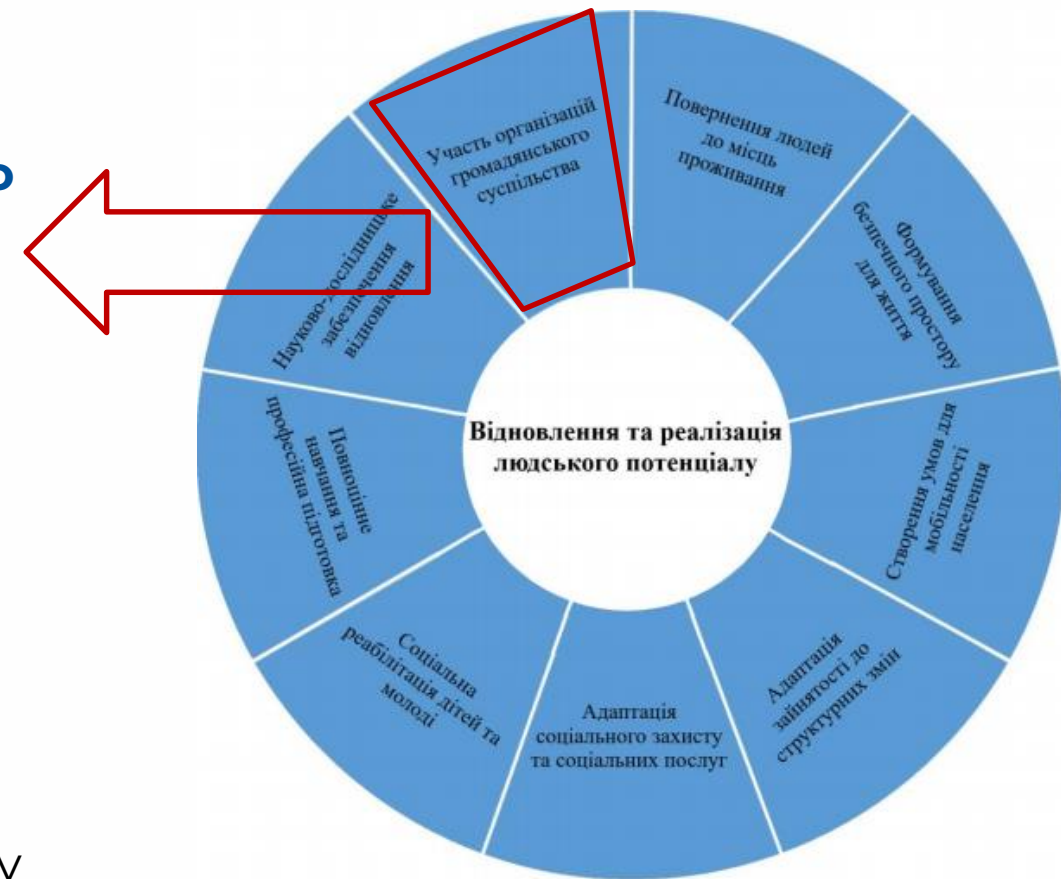 Участь організацій
громадянського
суспільства
Повернення людей
до місць
проживання
Формування
безпечного простору
для життя
Створення умов для
мобільності
населення
Адаптація
зайнятості до
структурних змін
Адаптація
соціального захисту
та соціальних послуг
Соціальна
реабілітація дітей та
молоді
Повноцінне
навчання та
професійна підготовка
Науково-дослідницьке
забезпечення
відновлення
Відновлення та реалізація
людського потенціалу